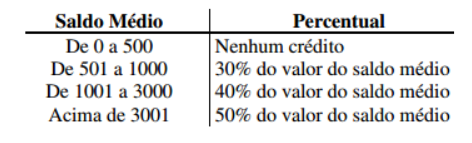 Saldo Médio Percentual
De 0 a 500 Nenhum crédito
De 501 a 1000 30% do valor do saldo médio
De 1001 a 3000 40% do valor do saldo médio
Acima de 3001 50% do valor do saldo médio